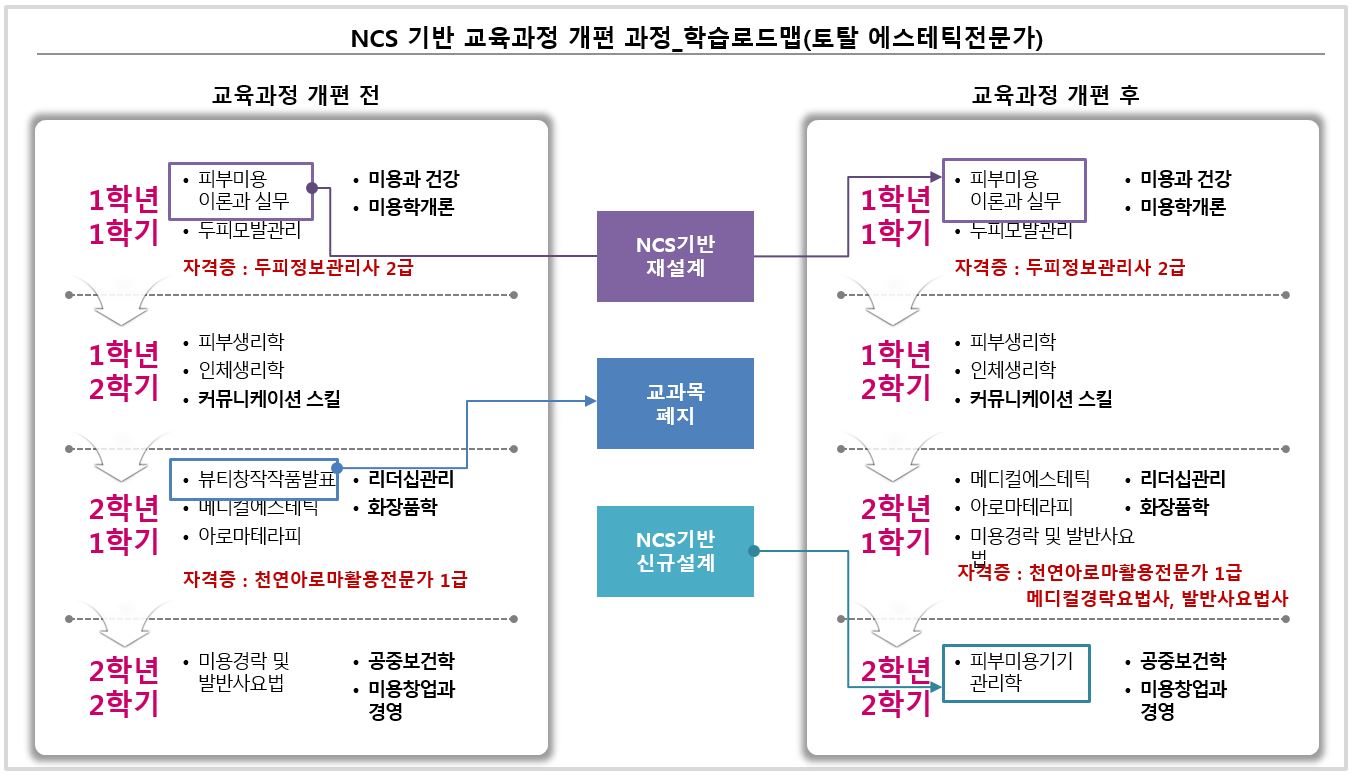 NCS 기반 교육과정 개편 과정_학습로드맵(토탈 에스테틱전문가)
교육과정 개편 전
1학년
1학기
• 피부미용
이론과 실무
• 두피모발관리
• 미용과 건강
• 미용학개론
자격증 : 두피정보관리사 2급
1학년
2학기
• 피부생리학
• 인체생리학
• 커뮤니케이션 스킬
2학년
1학기
• 뷰티창작작품발표
• 메디컬에스테틱
• 아로마테라피
• 리더십관리
• 화장품학
자격증 : 천연아로마활용전문가 1급
2학년
2학기
• 미용경락 및
발반사요법
• 공중보건학
• 미용창업과
경영
NCS기반
재설계
교과목
폐지
NCS기반
신규설계
교육과정 개편 후
1학년
1학기
• 피부미용
이론과 실무
• 두피모발관리
• 미용과 건강
• 미용학개론
자격증 : 두피정보관리사 2급
1학년
2학기
• 피부생리학
• 인체생리학
• 커뮤니케이션 스킬
2학년
1학기
• 메디컬에스테틱
• 아로마테라피
• 미용경락 및 발반사요
법
• 리더십관리
• 화장품학
자격증 : 천연아로마활용전문가 1급
메디컬경락요법사, 발반사요법사
2학년
2학기
• 피부미용기기
관리학
• 공중보건학
• 미용창업과
경영